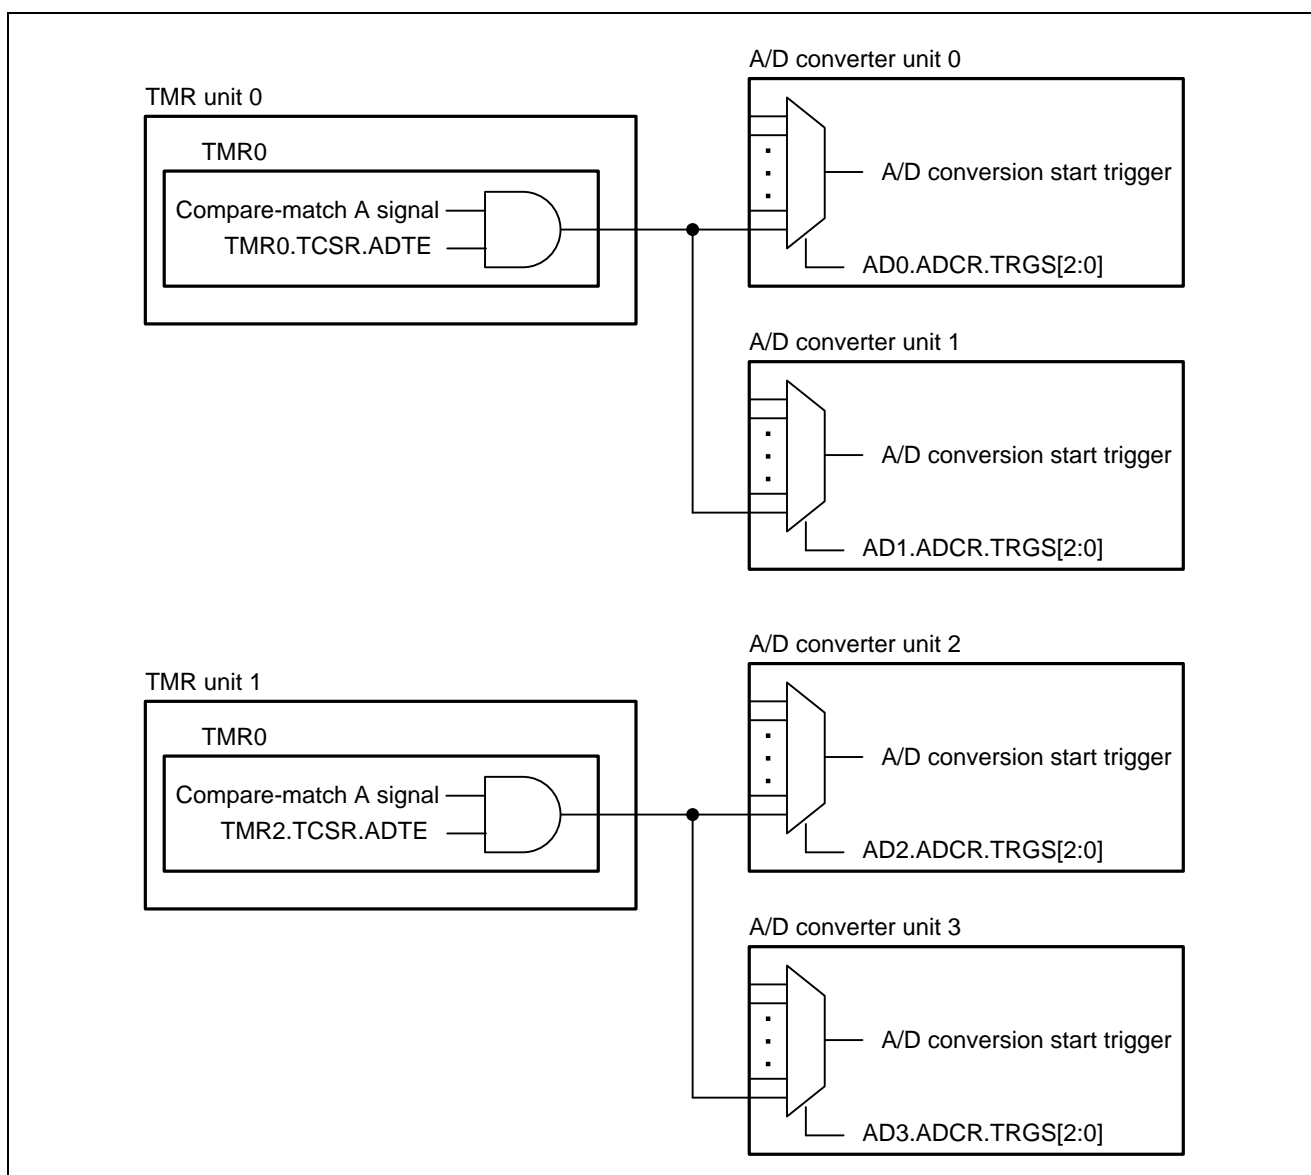 A/D converter unit 0
TMR unit 0
TMR0
Compare-match A signal
TMR0.TCSR.ADTE
A/D conversion start trigger
AD0.ADCR.TRGS[2:0]
A/D converter unit 1
A/D conversion start trigger
AD1.ADCR.TRGS[2:0]
A/D converter unit 2
TMR unit 1
TMR0
Compare-match A signal
TMR2.TCSR.ADTE
A/D conversion start trigger
AD2.ADCR.TRGS[2:0]
A/D converter unit 3
A/D conversion start trigger
AD3.ADCR.TRGS[2:0]